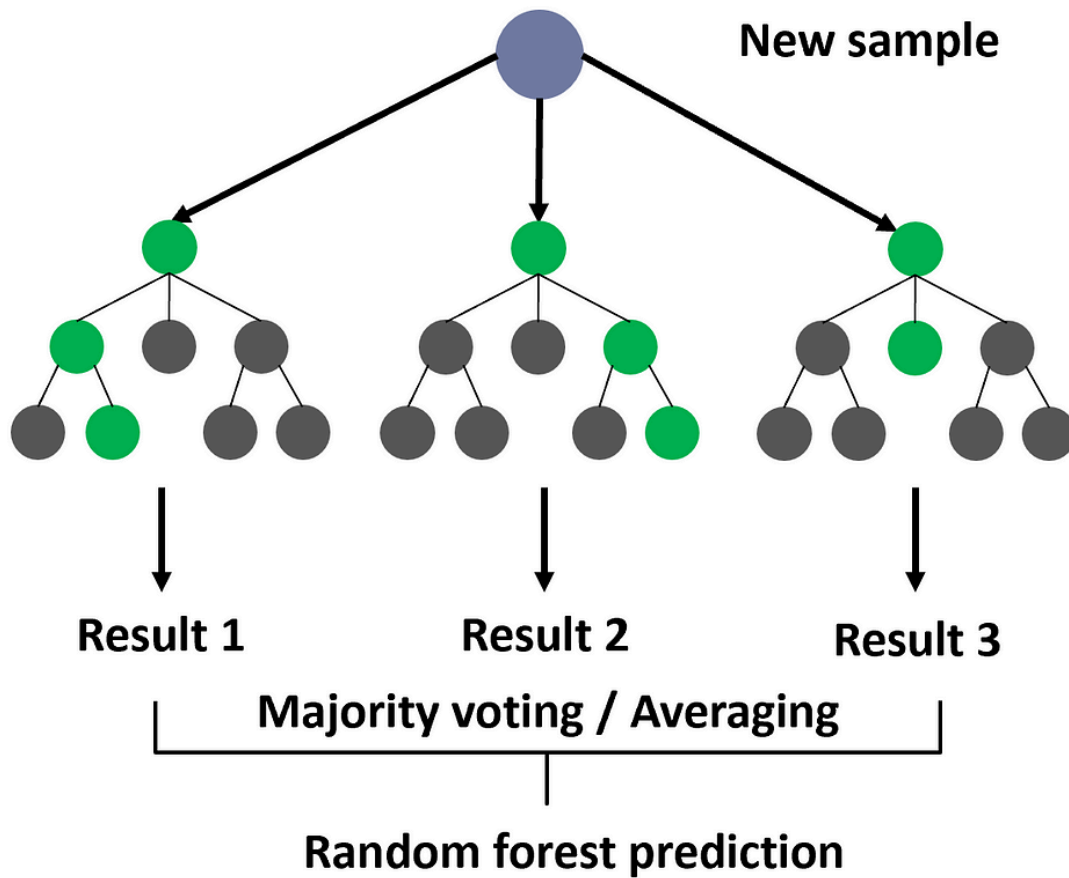 New sample
Result 1
Result 2
Result 3
Majority voting / Averaging
Random forest prediction